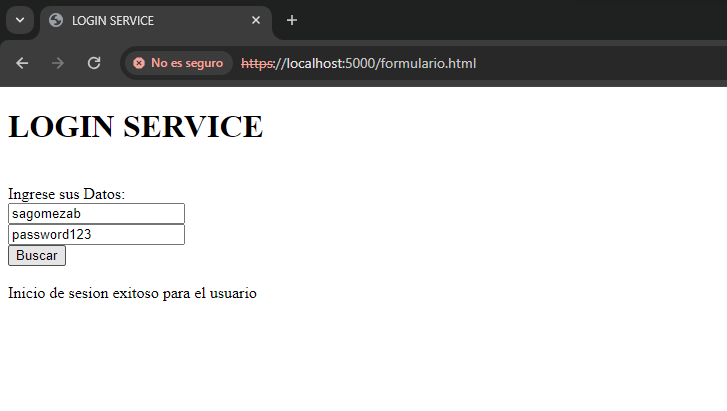 LOGIN SERVICE
No es seguro https://localhost:5000/formulario.html
LOGIN SERVICE
Ingrese sus Datos:
sagomezab
password123
Buscar
Inicio de sesion exitoso para el usuario